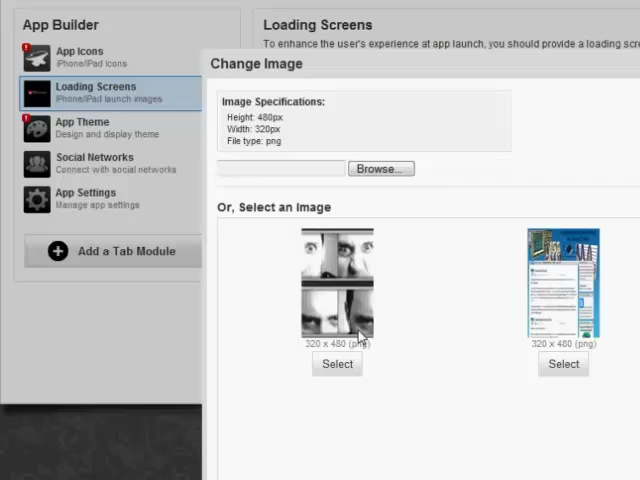 App Builder
App Icons
iPhone/iPad icons
Loading Screens
iPhone/iPad launch images
App Theme
Design and display theme
Social Networks
Connect with social networks
App Settings
Manage app settings
Add a Tab Module
Loading Screens
To enhance the user's experience at app launch, you should provide a loading scre
Change Image
Image Specifications:
Height: 480px
Width: 320px
File type: png
Browse...
Or, Select an Image
320 x 480 (png)
Select
320 x 480 (png)
Select